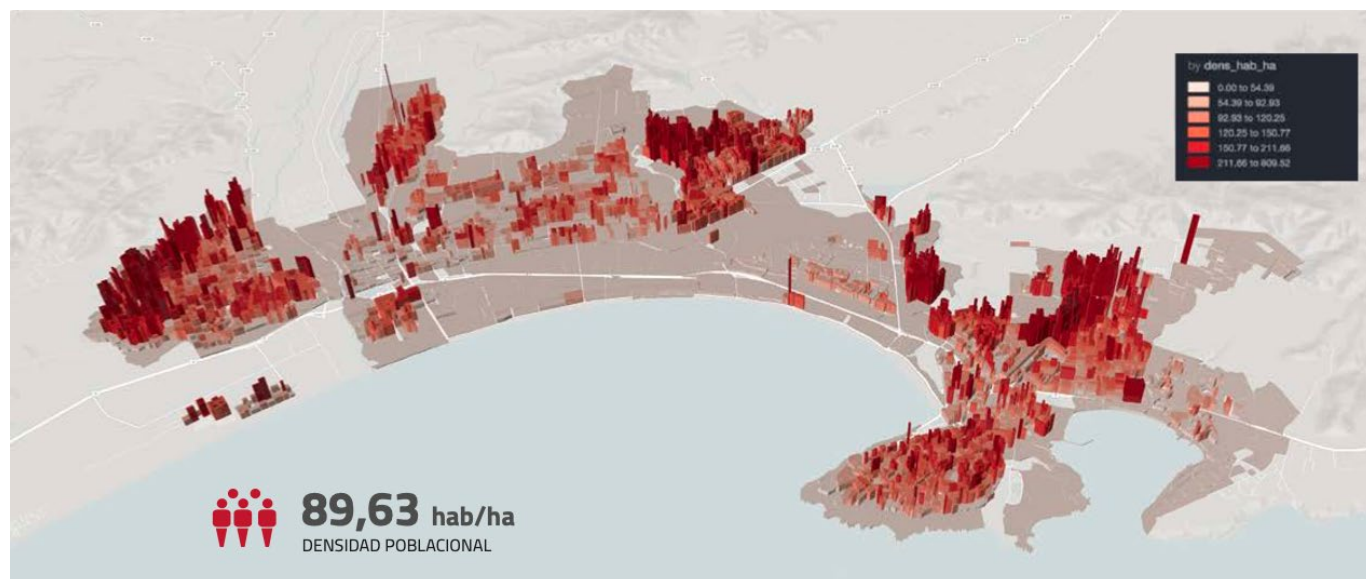 by dens_hab_ha
0.00 to 54.39
54.39 to 92.93
92.93 to 120.25
120.25 to 150.77
150.77 to 211.66
211.66 to 809.52
89,63 hab/ha
DENSIDAD POBLACIONAL